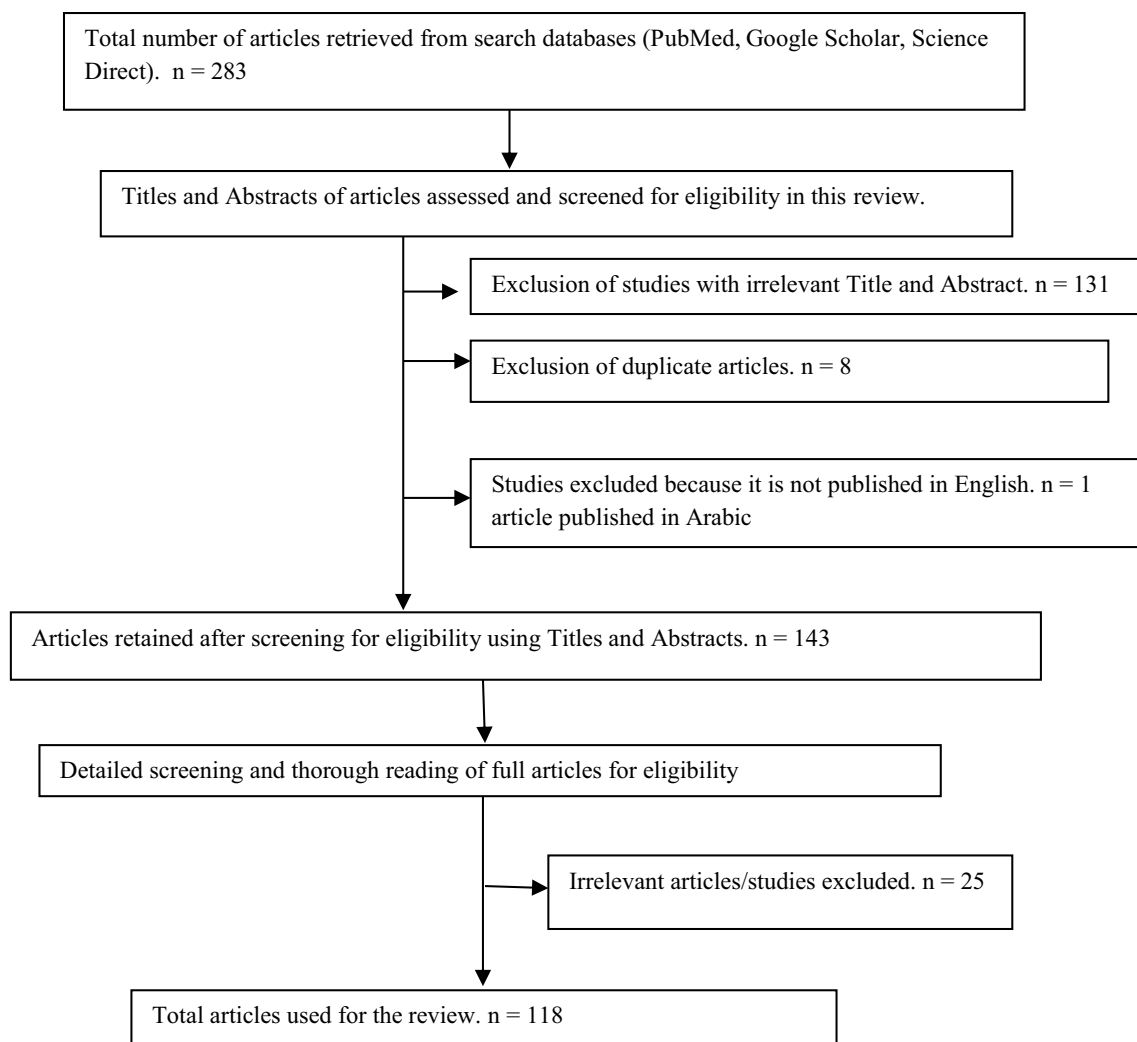 Total number of articles retrieved from search databases (PubMed, Google Scholar, Science
Direct).  n = 283
Titles and Abstracts of articles assessed and screened for eligibility in this review.
Exclusion of studies with irrelevant Title and Abstract. n = 131
Exclusion of duplicate articles. n = 8
Studies excluded because it is not published in English. n = 1
article published in Arabic
Articles retained after screening for eligibility using Titles and Abstracts. n = 143
Detailed screening and thorough reading of full articles for eligibility
Irrelevant articles/studies excluded. n = 25
Total articles used for the review. n = 118